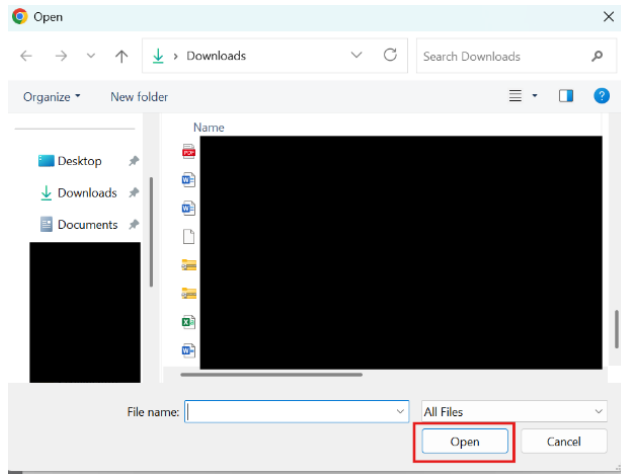 Open
Downloads
Search Downloads
Organize
New folder
Name
Desktop
Downloads
Documents
File name:
All Files
Open
Cancel